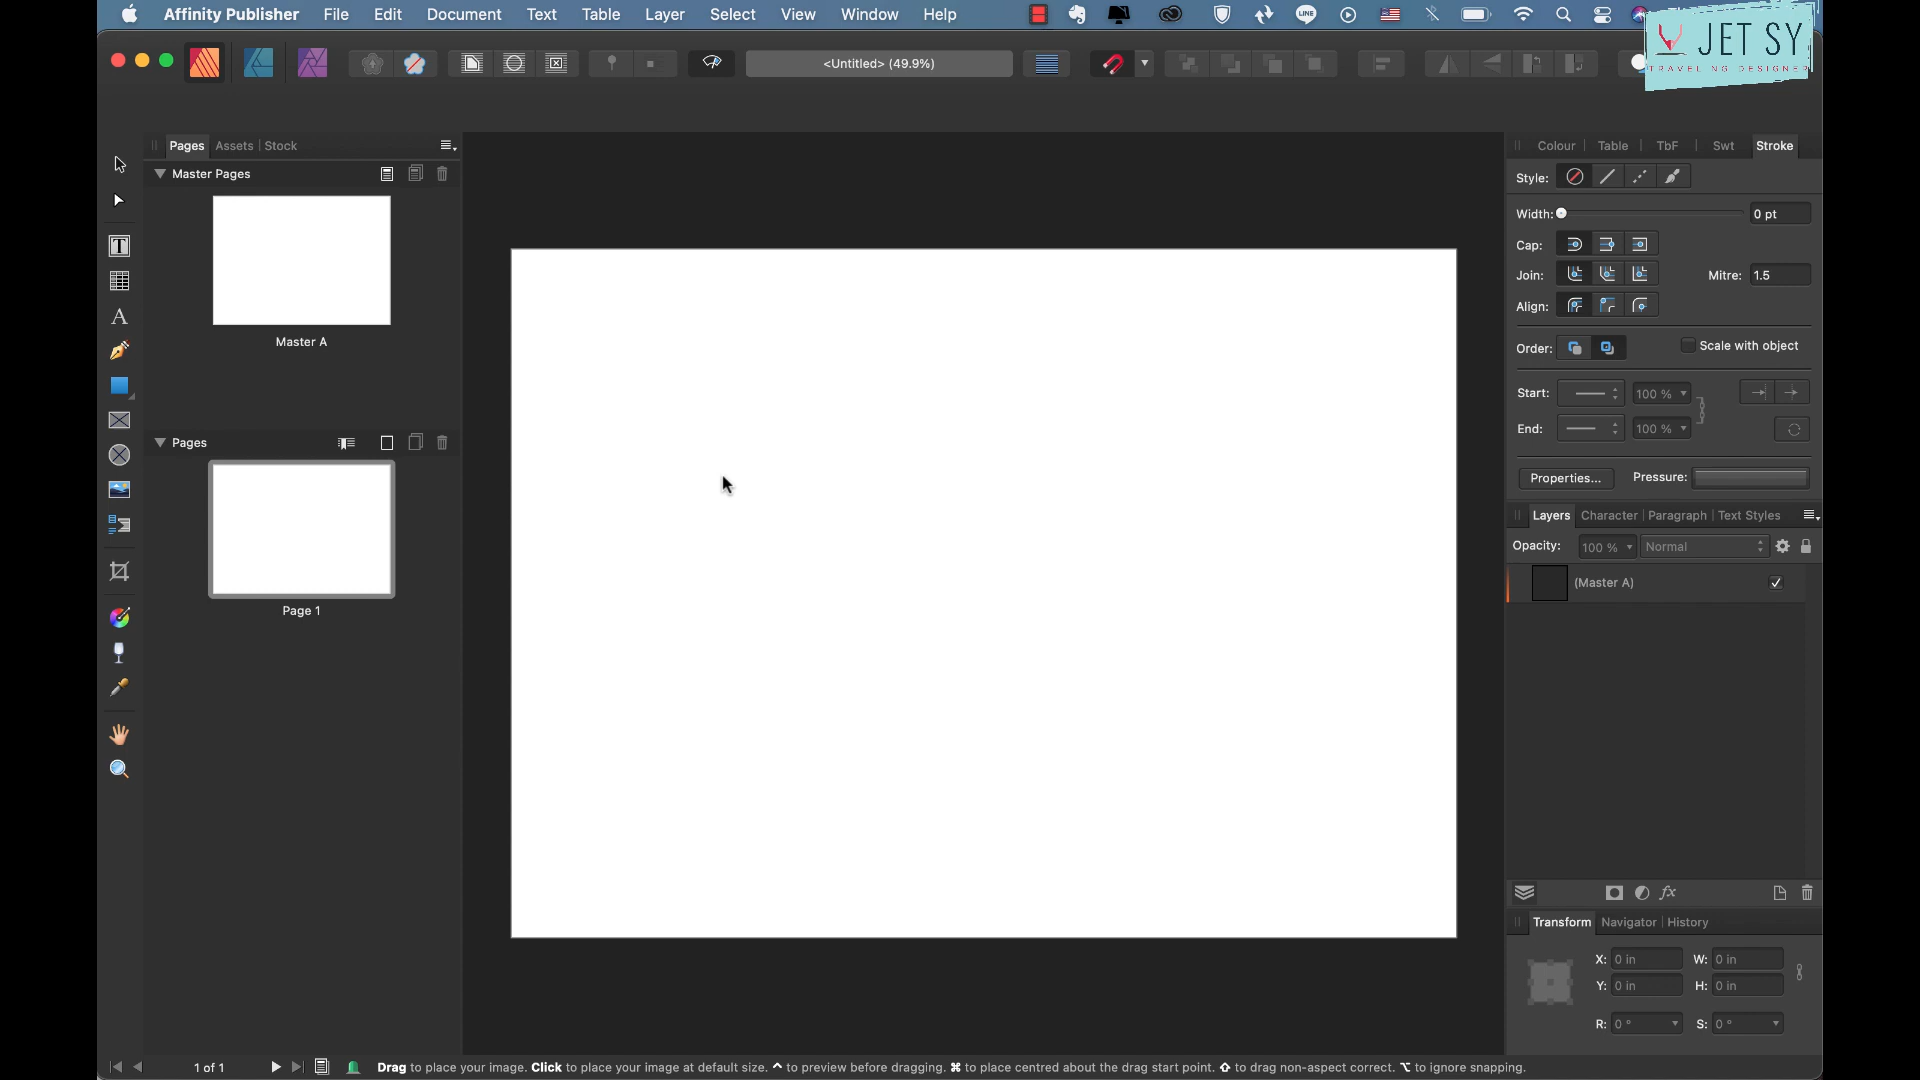 Affinity Publisher File Edit Document Text Table Layer Select View Window Help
LINE
JETSY
TRAVELING DESIGNER
<Untitled> (49.9%)
Pages Assets Stock
Master Pages
Master A
Pages
Page 1
Colour Table TbF Swt Stroke
Style:
Width: 0 pt
Cap:
Join: Mitre: 1.5
Align:
Order: Scale with object
Start: 100 %
End: 100 %
Properties... Pressure:
Layers Character Paragraph Text Styles
Opacity: 100 % Normal
(Master A)
Transform Navigator History
X: 0 in W: 0 in
Y: 0 in H: 0 in
R: 0 ° S: 0 °
1 of 1 Drag to place your image. Click to place your image at default size. ⌃ to preview before dragging. ⌘ to place centred about the drag start point. ⇧ to drag non-aspect correct. ⌥ to ignore snapping.